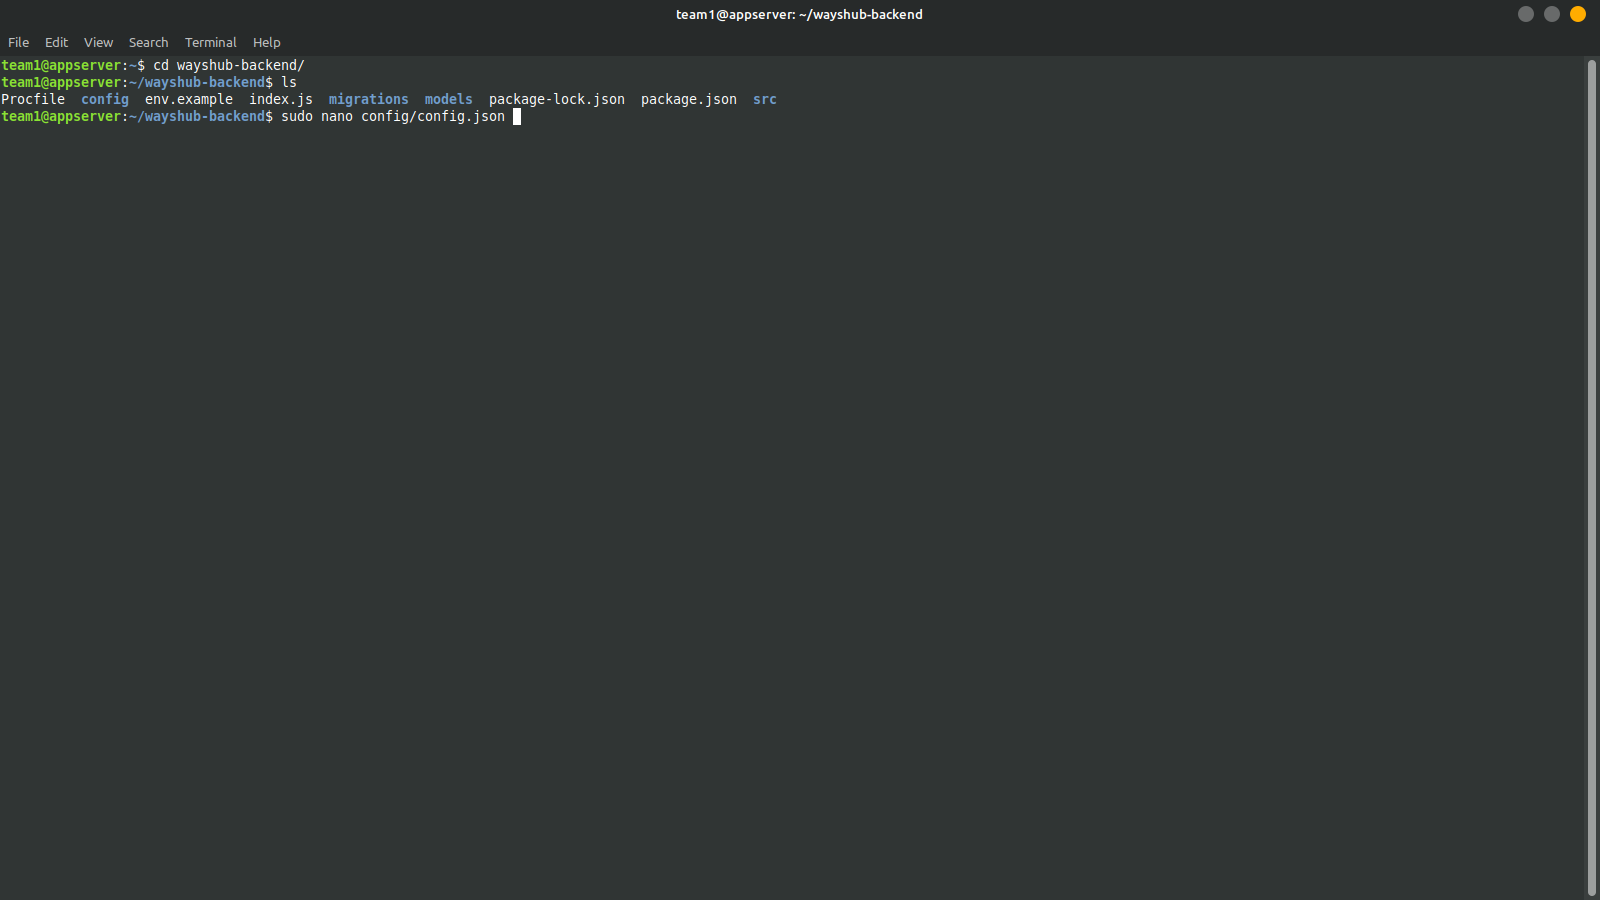 team1@appserver: ~/wayshub-backend
File Edit View Search Terminal Help
team1@appserver:~$ cd wayshub-backend/
team1@appserver:~/wayshub-backend$ ls
Procfile config env.example index.js migrations models package-lock.json package.json src
team1@appserver:~/wayshub-backend$ sudo nano config/config.json